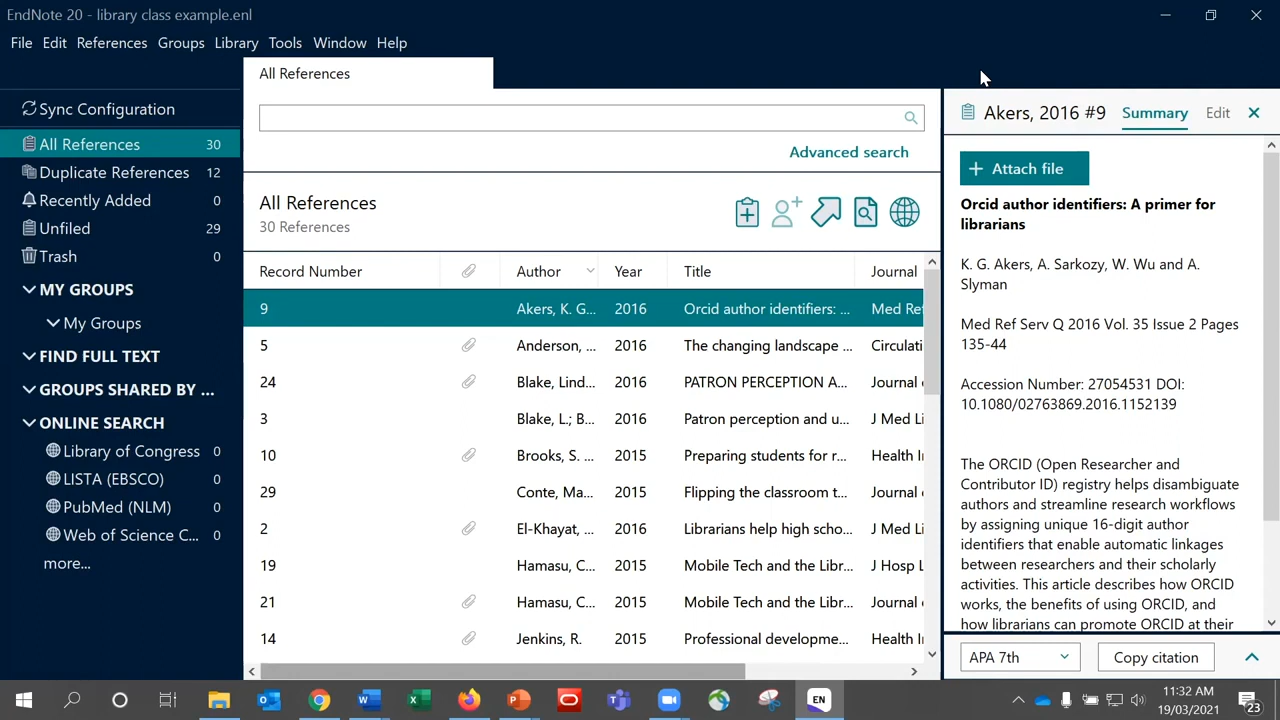 EndNote 20 - library class example.enl
File Edit References Groups Library Tools Window Help
All References
Sync Configuration
All References 30
Duplicate References 12
Recently Added 0
Unfiled 29
Trash 0
MY GROUPS
My Groups
FIND FULL TEXT
GROUPS SHARED BY ...
ONLINE SEARCH
Library of Congress 0
LISTA (EBSCO) 0
PubMed (NLM) 0
Web of Science C... 0
more...
Advanced search
All References
30 References
Record Number Author Year Title Journal
9 Akers, K. G... 2016 Orcid author identifiers: ... Med Ref
5 Anderson, ... 2016 The changing landscape ... Circulati
24 Blake, Lind... 2016 PATRON PERCEPTION A... Journal
3 Blake, L.; B... 2016 Patron perception and u... J Med Li
10 Brooks, S. ... 2015 Preparing students for r... Health I
29 Conte, Ma... 2015 Flipping the classroom t... Journal
2 El-Khayat, ... 2016 Librarians help high scho... J Med Li
19 Hamasu, C... 2015 Mobile Tech and the Libr... J Hosp L
21 Hamasu, C... 2015 Mobile Tech and the Libr... Journal
14 Jenkins, R. 2015 Professional developme... Health I
Akers, 2016 #9 Summary Edit
+ Attach file
Orcid author identifiers: A primer for
librarians
K. G. Akers, A. Sarkozy, W. Wu and A.
Slyman
Med Ref Serv Q 2016 Vol. 35 Issue 2 Pages
135-44
Accession Number: 27054531 DOI:
10.1080/02763869.2016.1152139
The ORCID (Open Researcher and
Contributor ID) registry helps disambiguate
authors and streamline research workflows
by assigning unique 16-digit author
identifiers that enable automatic linkages
between researchers and their scholarly
activities. This article describes how ORCID
works, the benefits of using ORCID, and
how librarians can promote ORCID at their
APA 7th Copy citation
EN
11:32 AM
19/03/2021
23